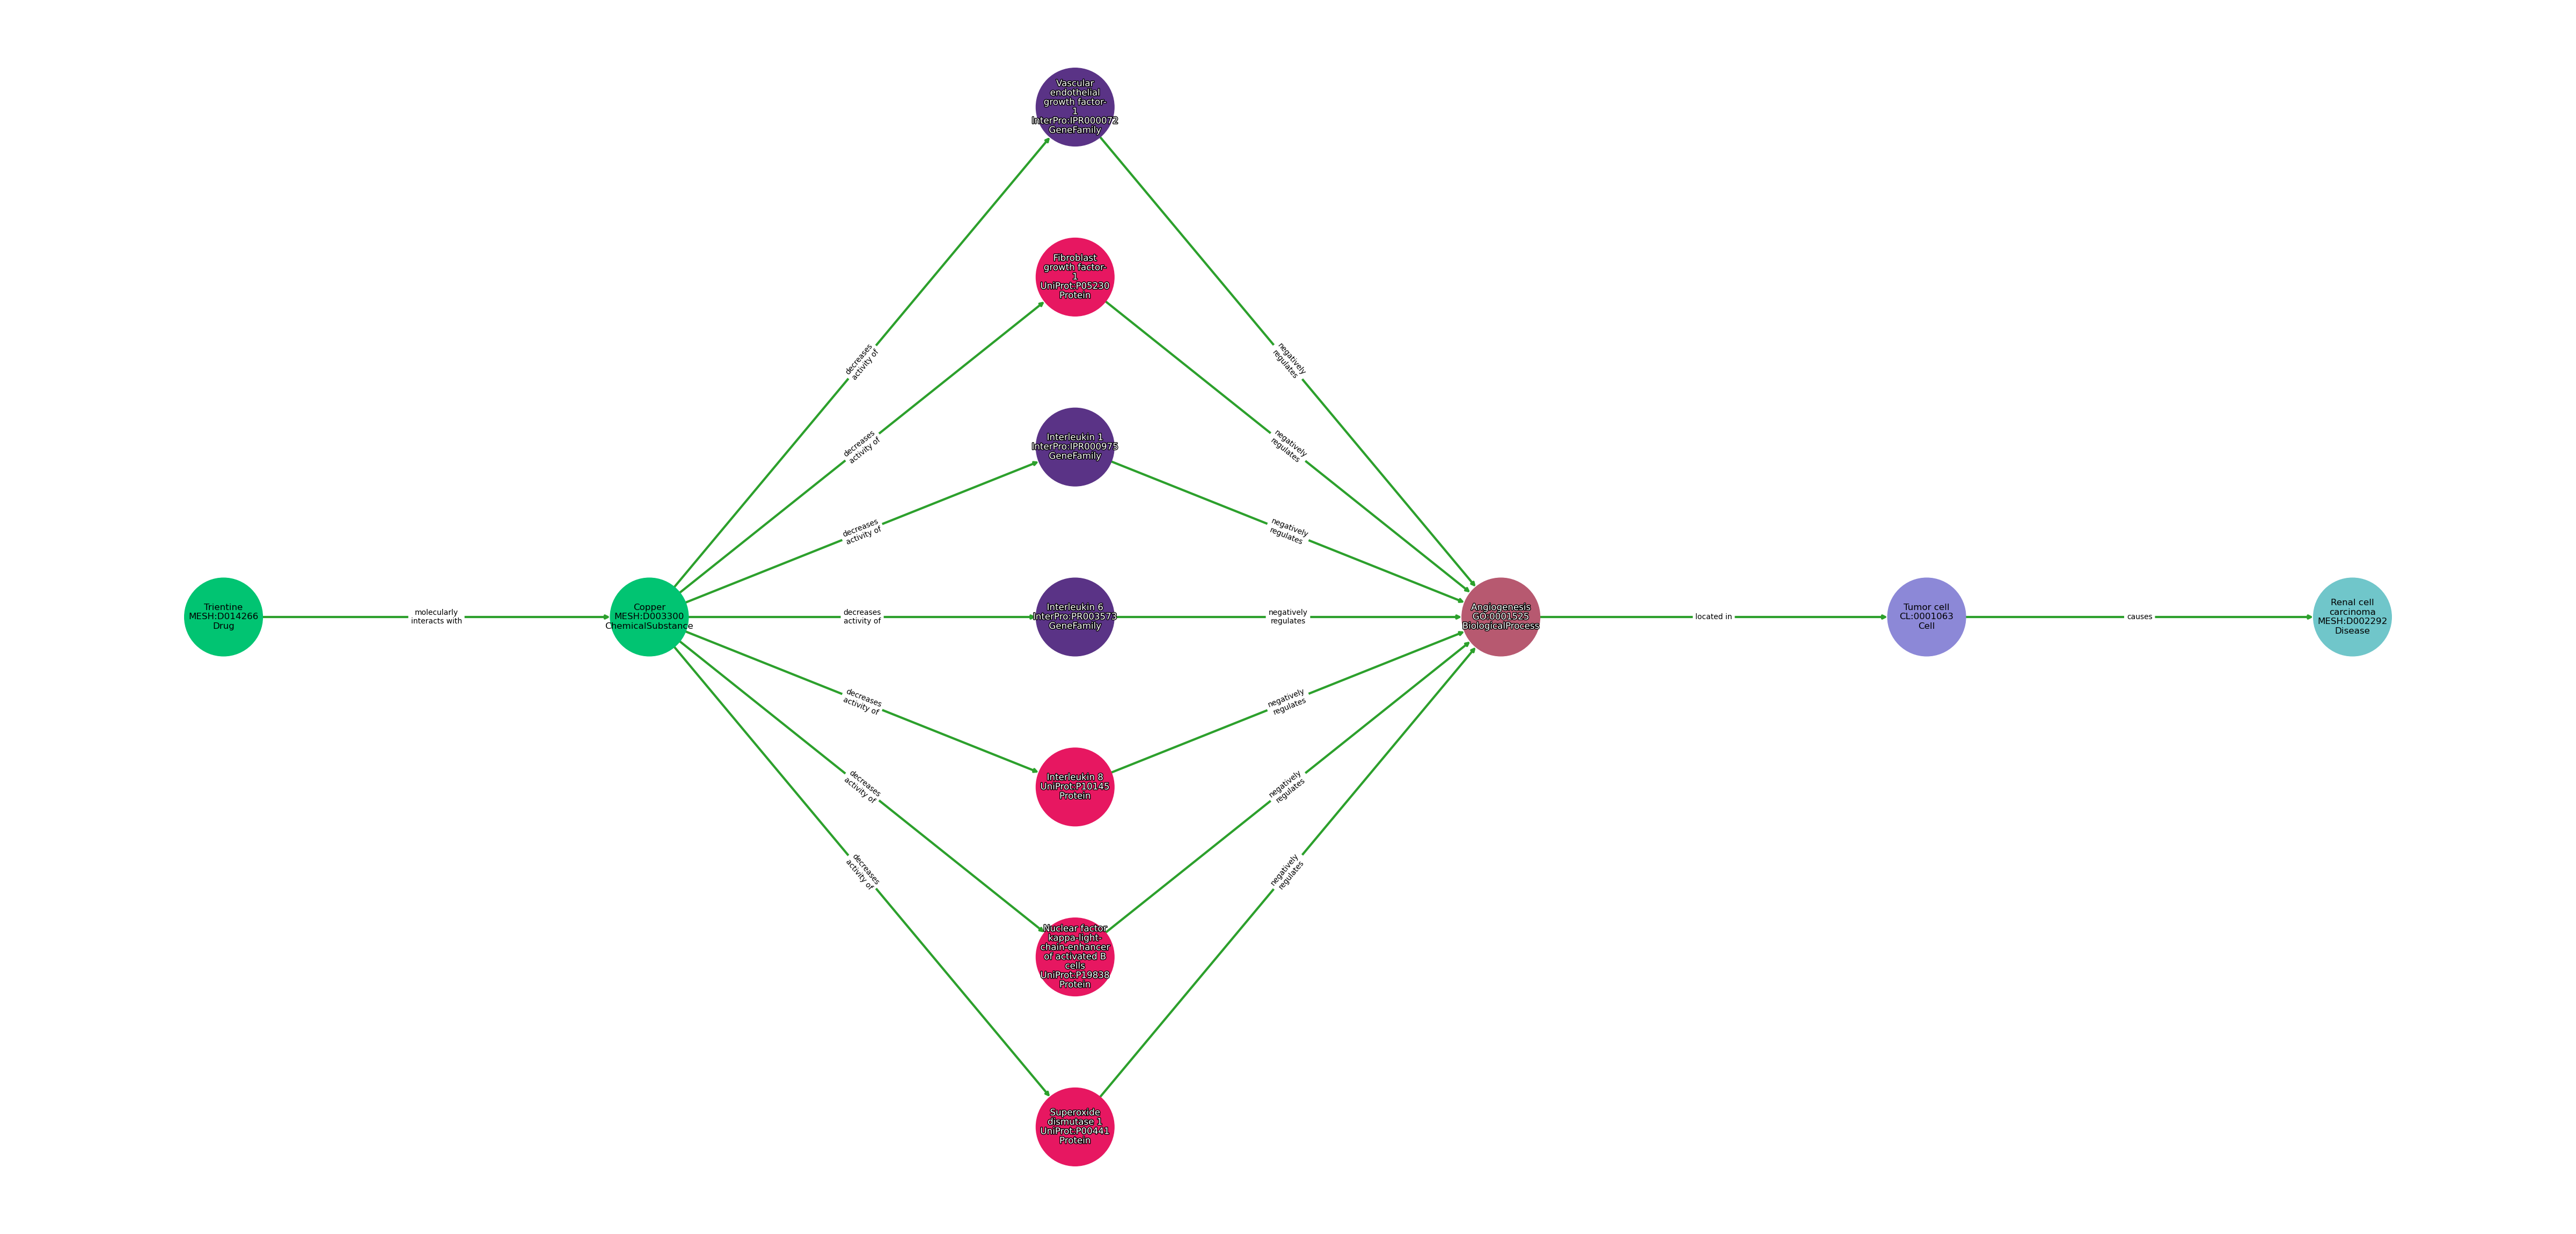 Vascular
endothelial
growth factor-
1
InterPro:IPR000072
GeneFamily
Fibroblast
growth factor-
1
UniProt:P05230
Protein
decreases
activity of
negatively
regulates
decreases
activity of
negatively
regulates
Interleukin 1
InterPro:IPR000975
GeneFamily
decreases
activity of
negatively
regulates
Trientine
MESH:D014266
Drug
molecularly
interacts with
Copper
MESH:D003300
ChemicalSubstance
decreases
activity of
Interleukin 6
InterPro:PR003573
GeneFamily
negatively
regulates
Angiogenesis
GO:0001525
BiologicalProcess
located in
Tumor cell
CL:0001063
Cell
causes
Renal cell
carcinoma
MESH:D002292
Disease
decreases
activity of
negatively
regulates
Interleukin 8
UniProt:P10145
Protein
decreases
activity of
negatively
regulates
decreases
activity of
negatively
regulates
Nuclear factor
kappa-light-
chain-enhancer
of activated B
cells
UniProt:P19838
Protein
Superoxide
dismutase 1
UniProt:P00441
Protein